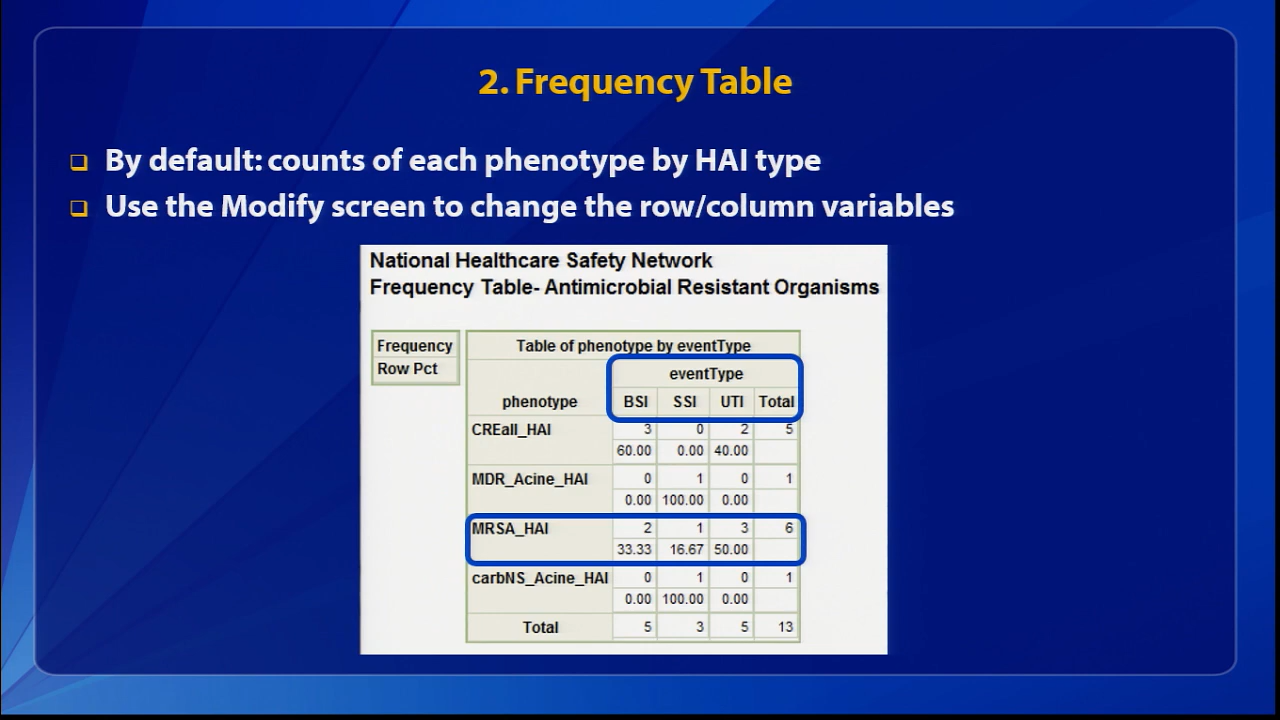 2. Frequency Table
By default: counts of each phenotype by HAI type
Use the Modify screen to change the row/column variables
National Healthcare Safety Network
Frequency Table- Antimicrobial Resistant Organisms
Frequency
Row Pct
Table of phenotype by eventType
eventType
phenotype BSI SSI UTI Total
CREall_HAI 3 0 2 5
60.00 0.00 40.00
MDR_Acine_HAI 0 1 0 1
0.00 100.00 0.00
MRSA_HAI 2 1 3 6
33.33 16.67 50.00
carbNS_Acine_HAI 0 1 0 1
0.00 100.00 0.00
Total 5 3 5 13